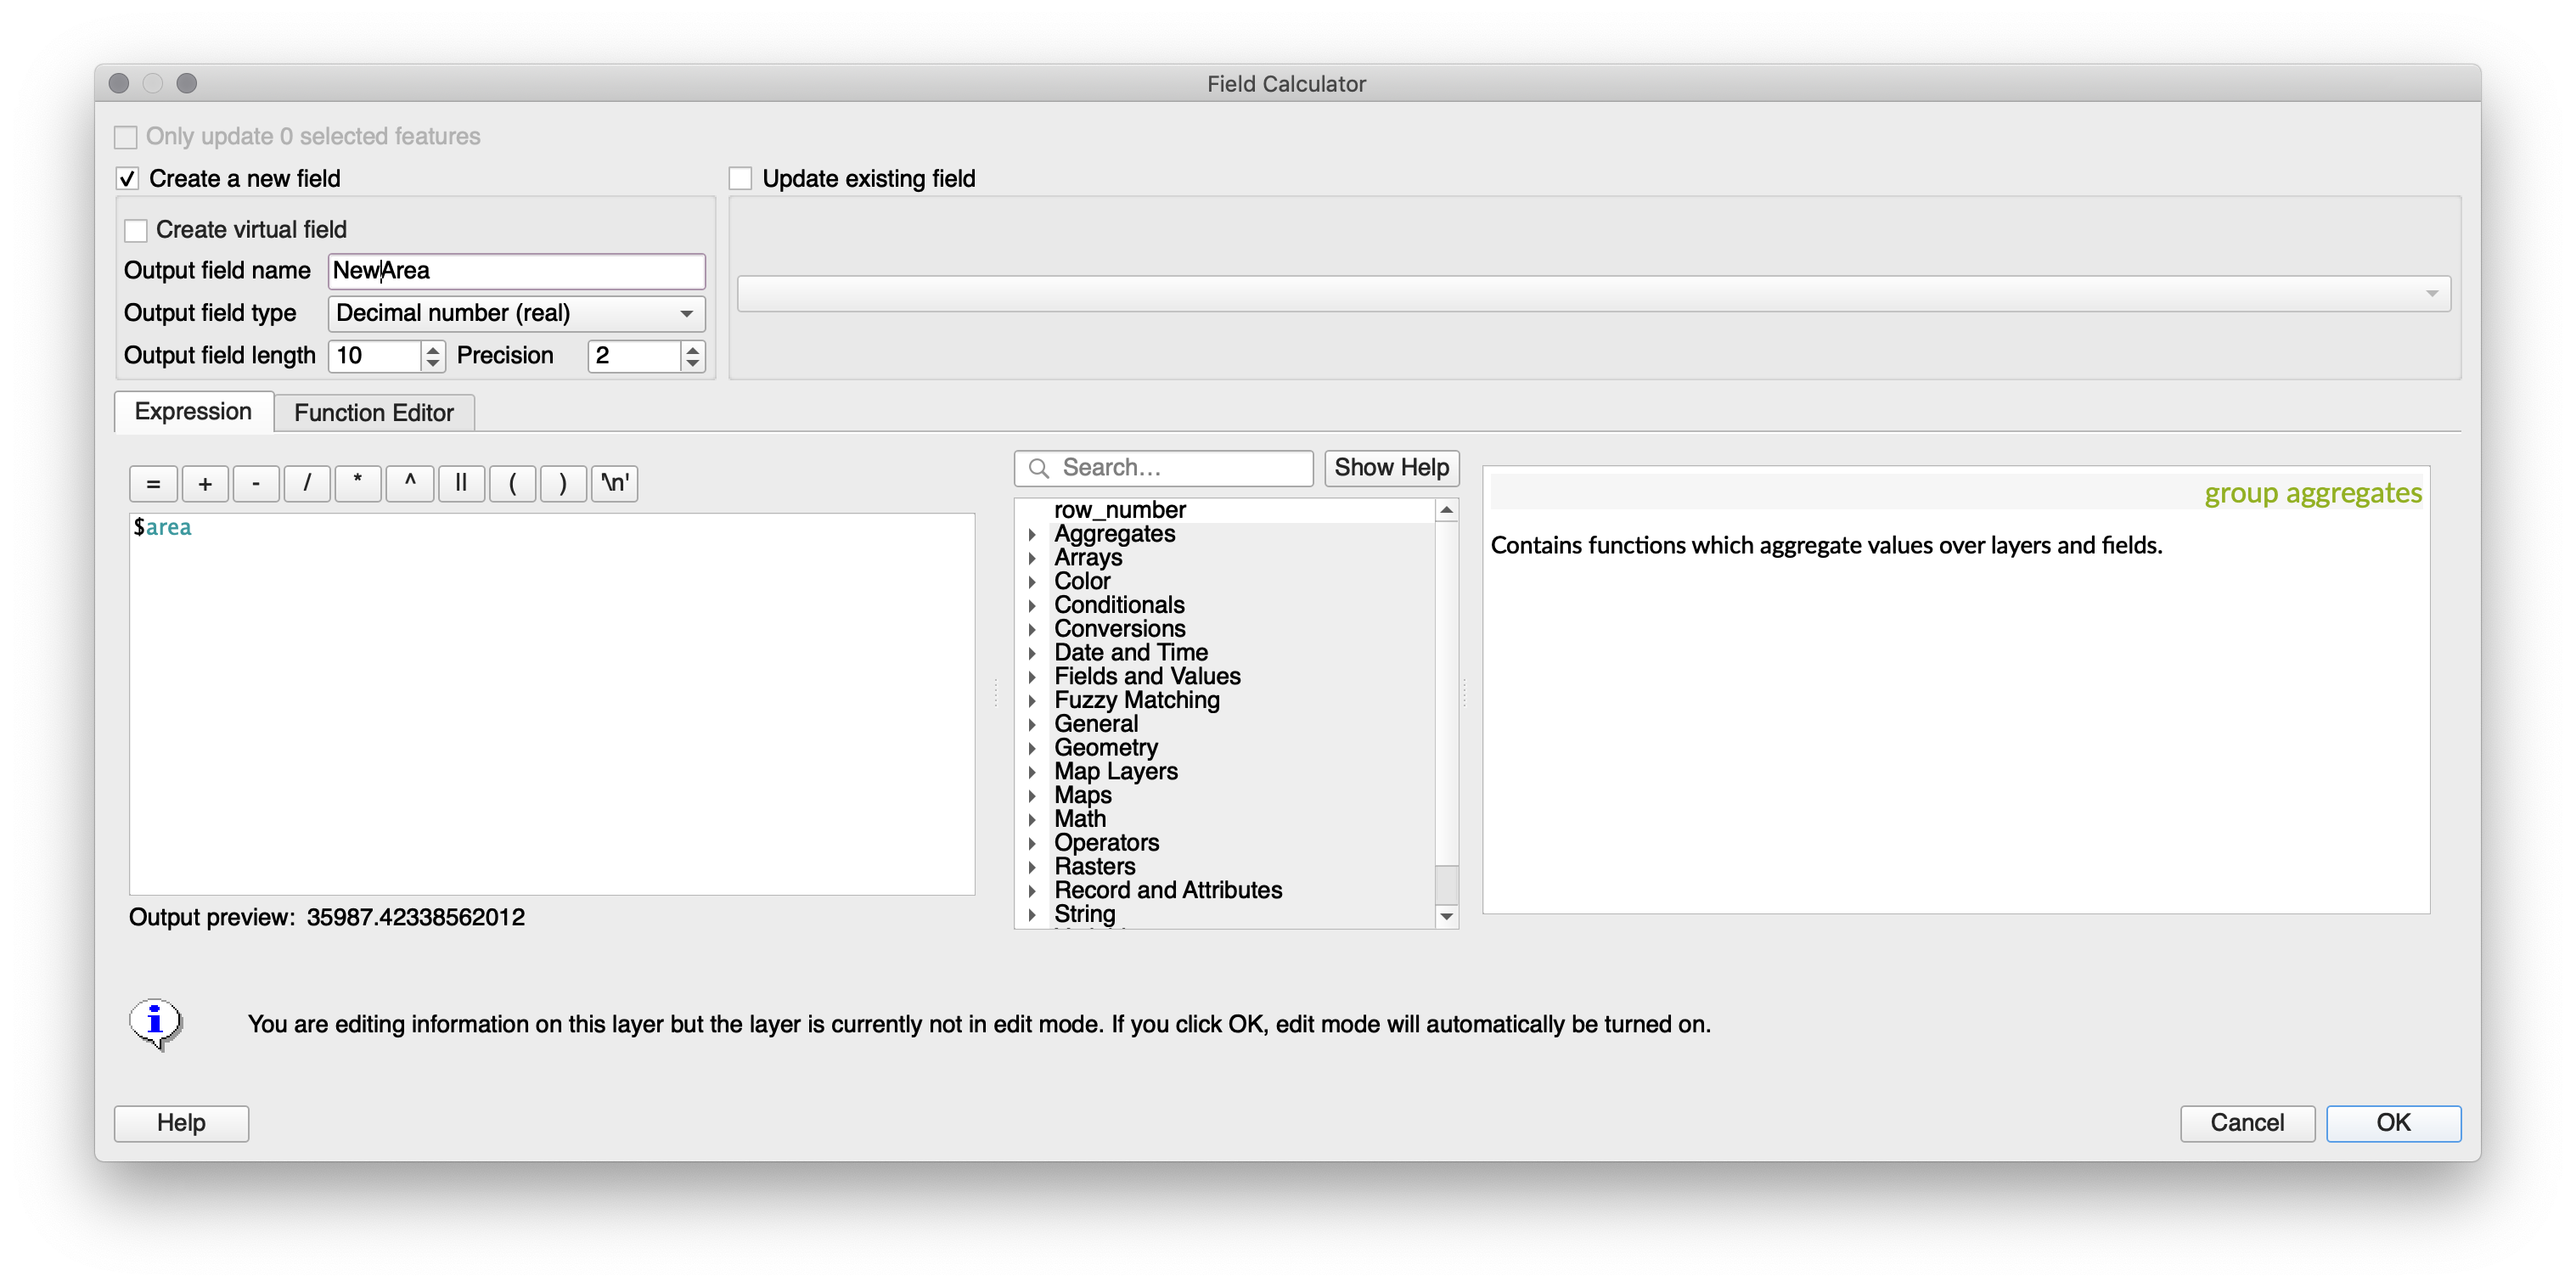 Field Calculator
Only update 0 selected features
Create a new field
Update existing field
Create virtual field
Output field name NewArea
Output field type Decimal number (real)
Output field length 10 Precision 2
Expression Function Editor
= + - / * ^ || ( ) '\n'
Search... Show Help
$area
row_number
Aggregates
Arrays
Color
Conditionals
Conversions
Date and Time
Fields and Values
Fuzzy Matching
General
Geometry
Map Layers
Maps
Math
Operators
Rasters
Record and Attributes
String
group aggregates
Contains functions which aggregate values over layers and fields.
Output preview: 35987.42338562012
You are editing information on this layer but the layer is currently not in edit mode. If you click OK, edit mode will automatically be turned on.
Help Cancel OK